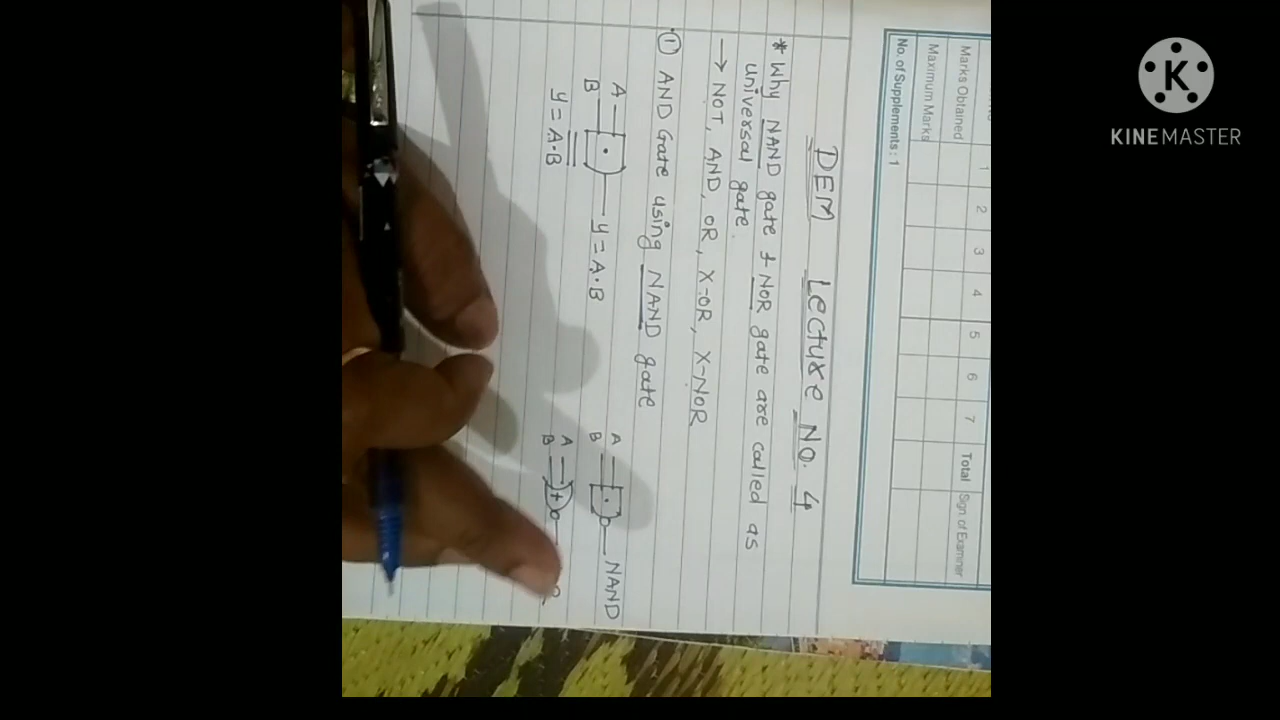 1 2 3 4 5 6 7 Total Sign. of Examiner
Marks Obtained
Maximum Marks
No. of Supplements : 1
DEM Lecture No. 4
* Why NAND gate & NOR gate are called as
universal gate.
→ NOT, AND, OR, X-OR, X-NOR
① AND Gate using NAND gate
A
B
y = A·B
y = A·B
A
B
NAND
A
B
+
KINEMASTER